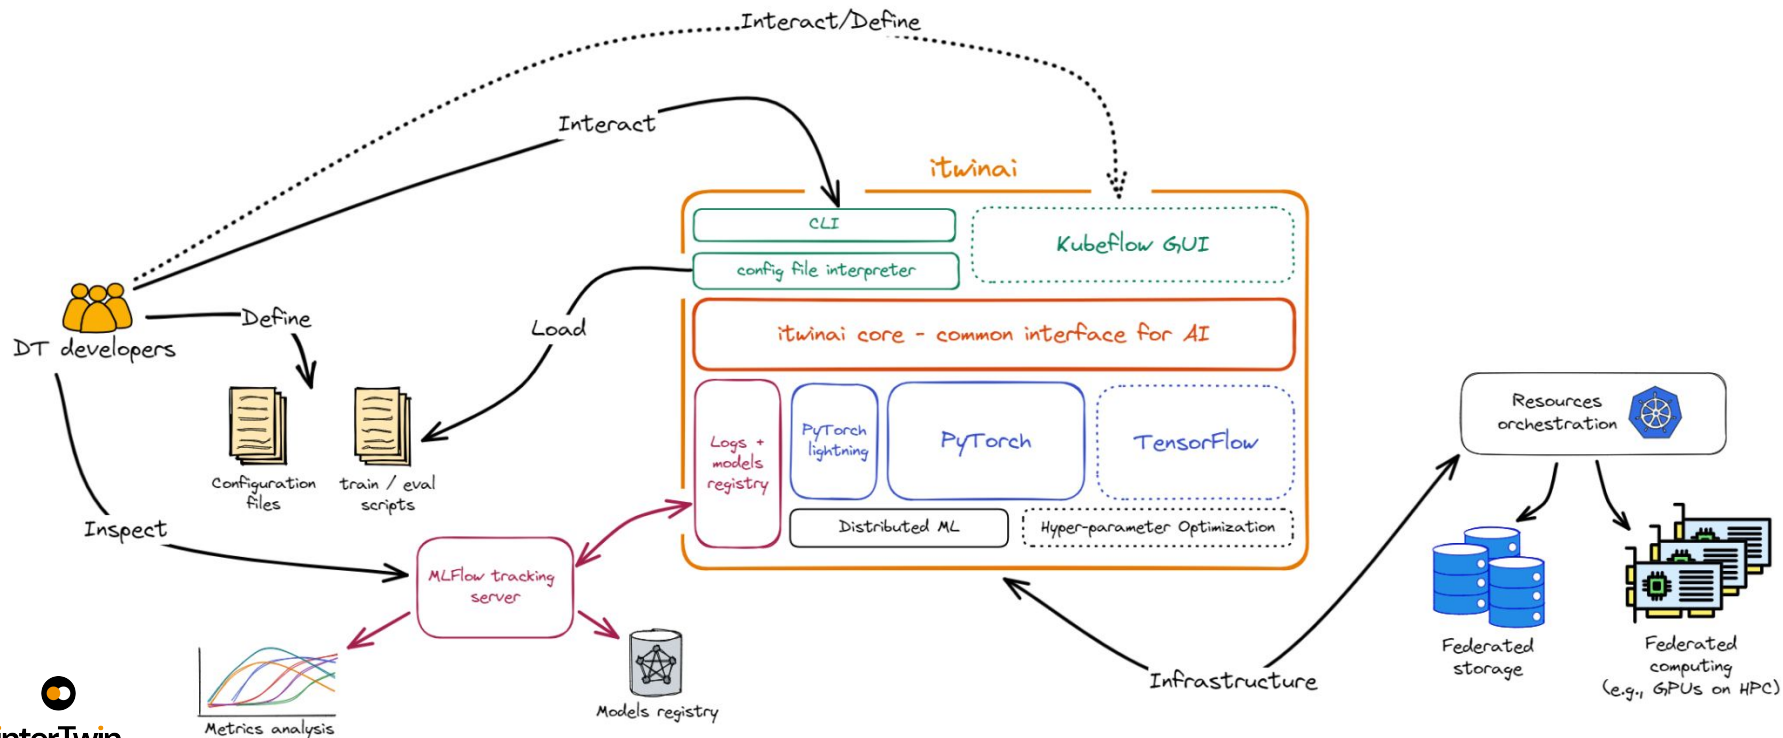 Interact/Define
Interact
itwinai
CLI
Kubeflow GUI
config file interpreter
Define
DT developers
Load
itwinai core - common interface for AI
Logs +
models
registry
PyTorch
lightning
PyTorch
TensorFlow
Resources
orchestration
Configuration
files
train / eval
scripts
Distributed ML
Hyper-parameter Optimization
Inspect
MLFlow tracking
server
Federated
storage
Federated
computing
(e.g., GPUs on HPC)
Infrastructure
Models registry
Metrics analysis
interTwin